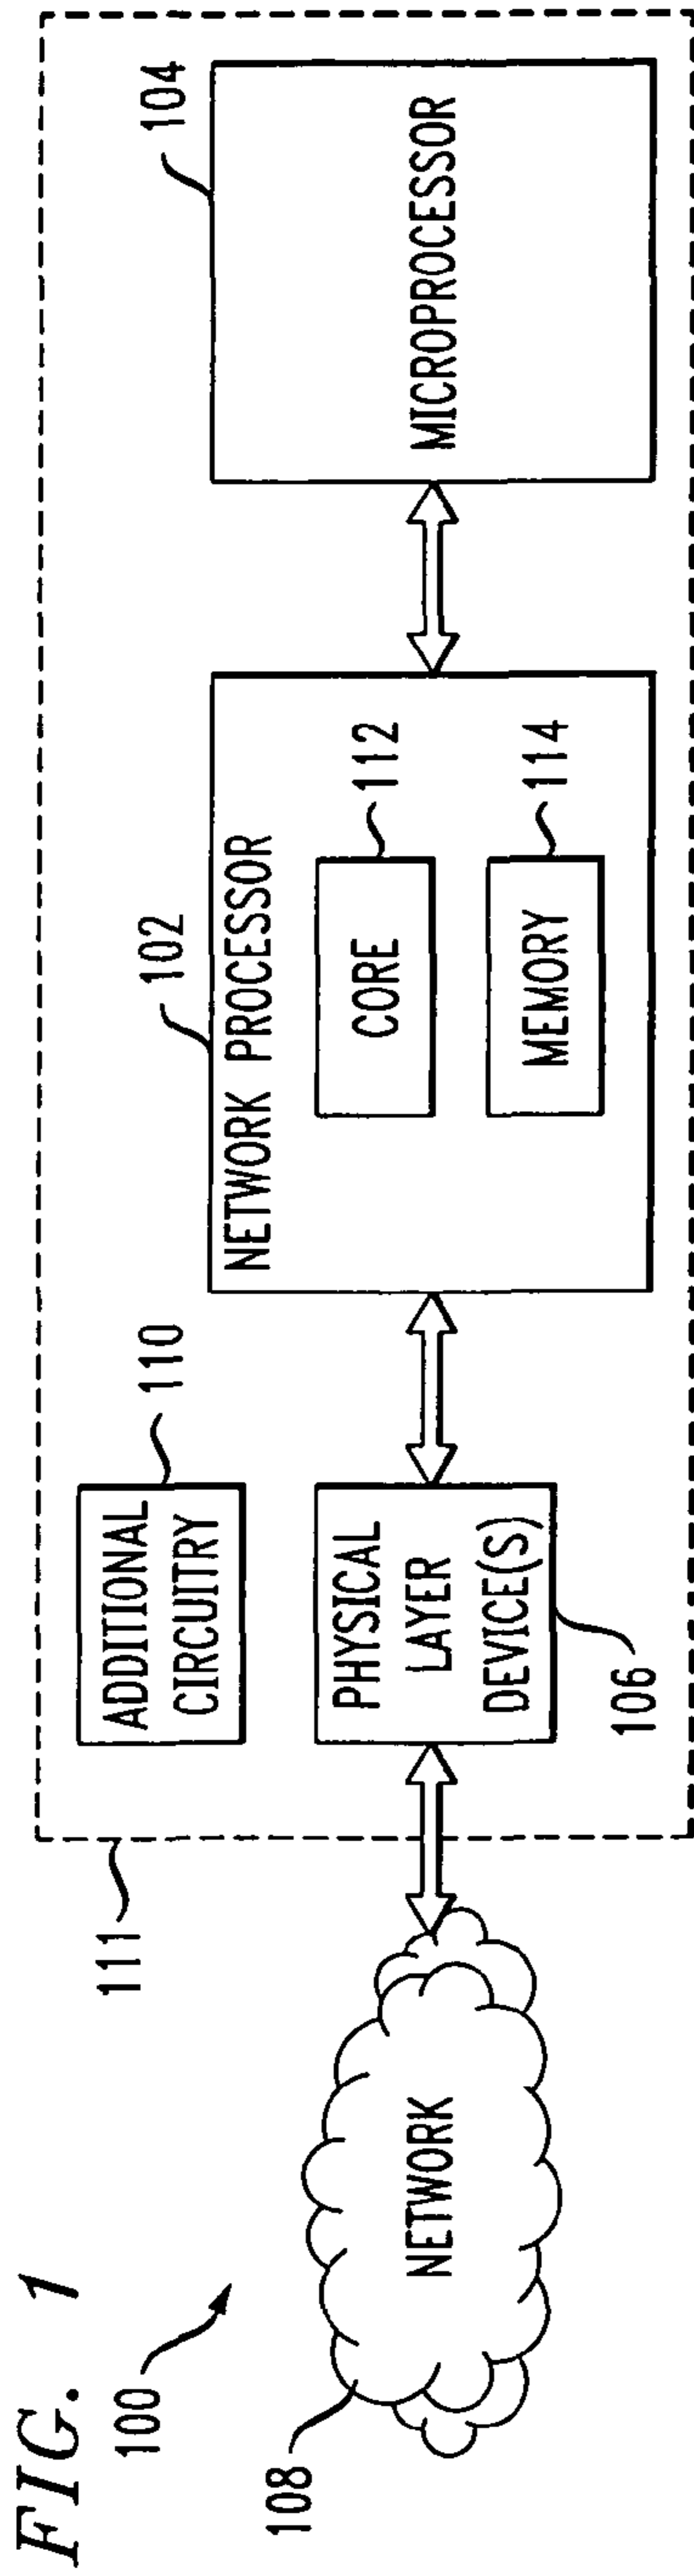 FIG. 1
100
108
NETWORK
111
ADDITIONAL
CIRCUITRY
110
PHYSICAL
LAYER
DEVICE(S)
106
102
NETWORK PROCESSOR
CORE
112
MEMORY
114
104
MICROPROCESSOR